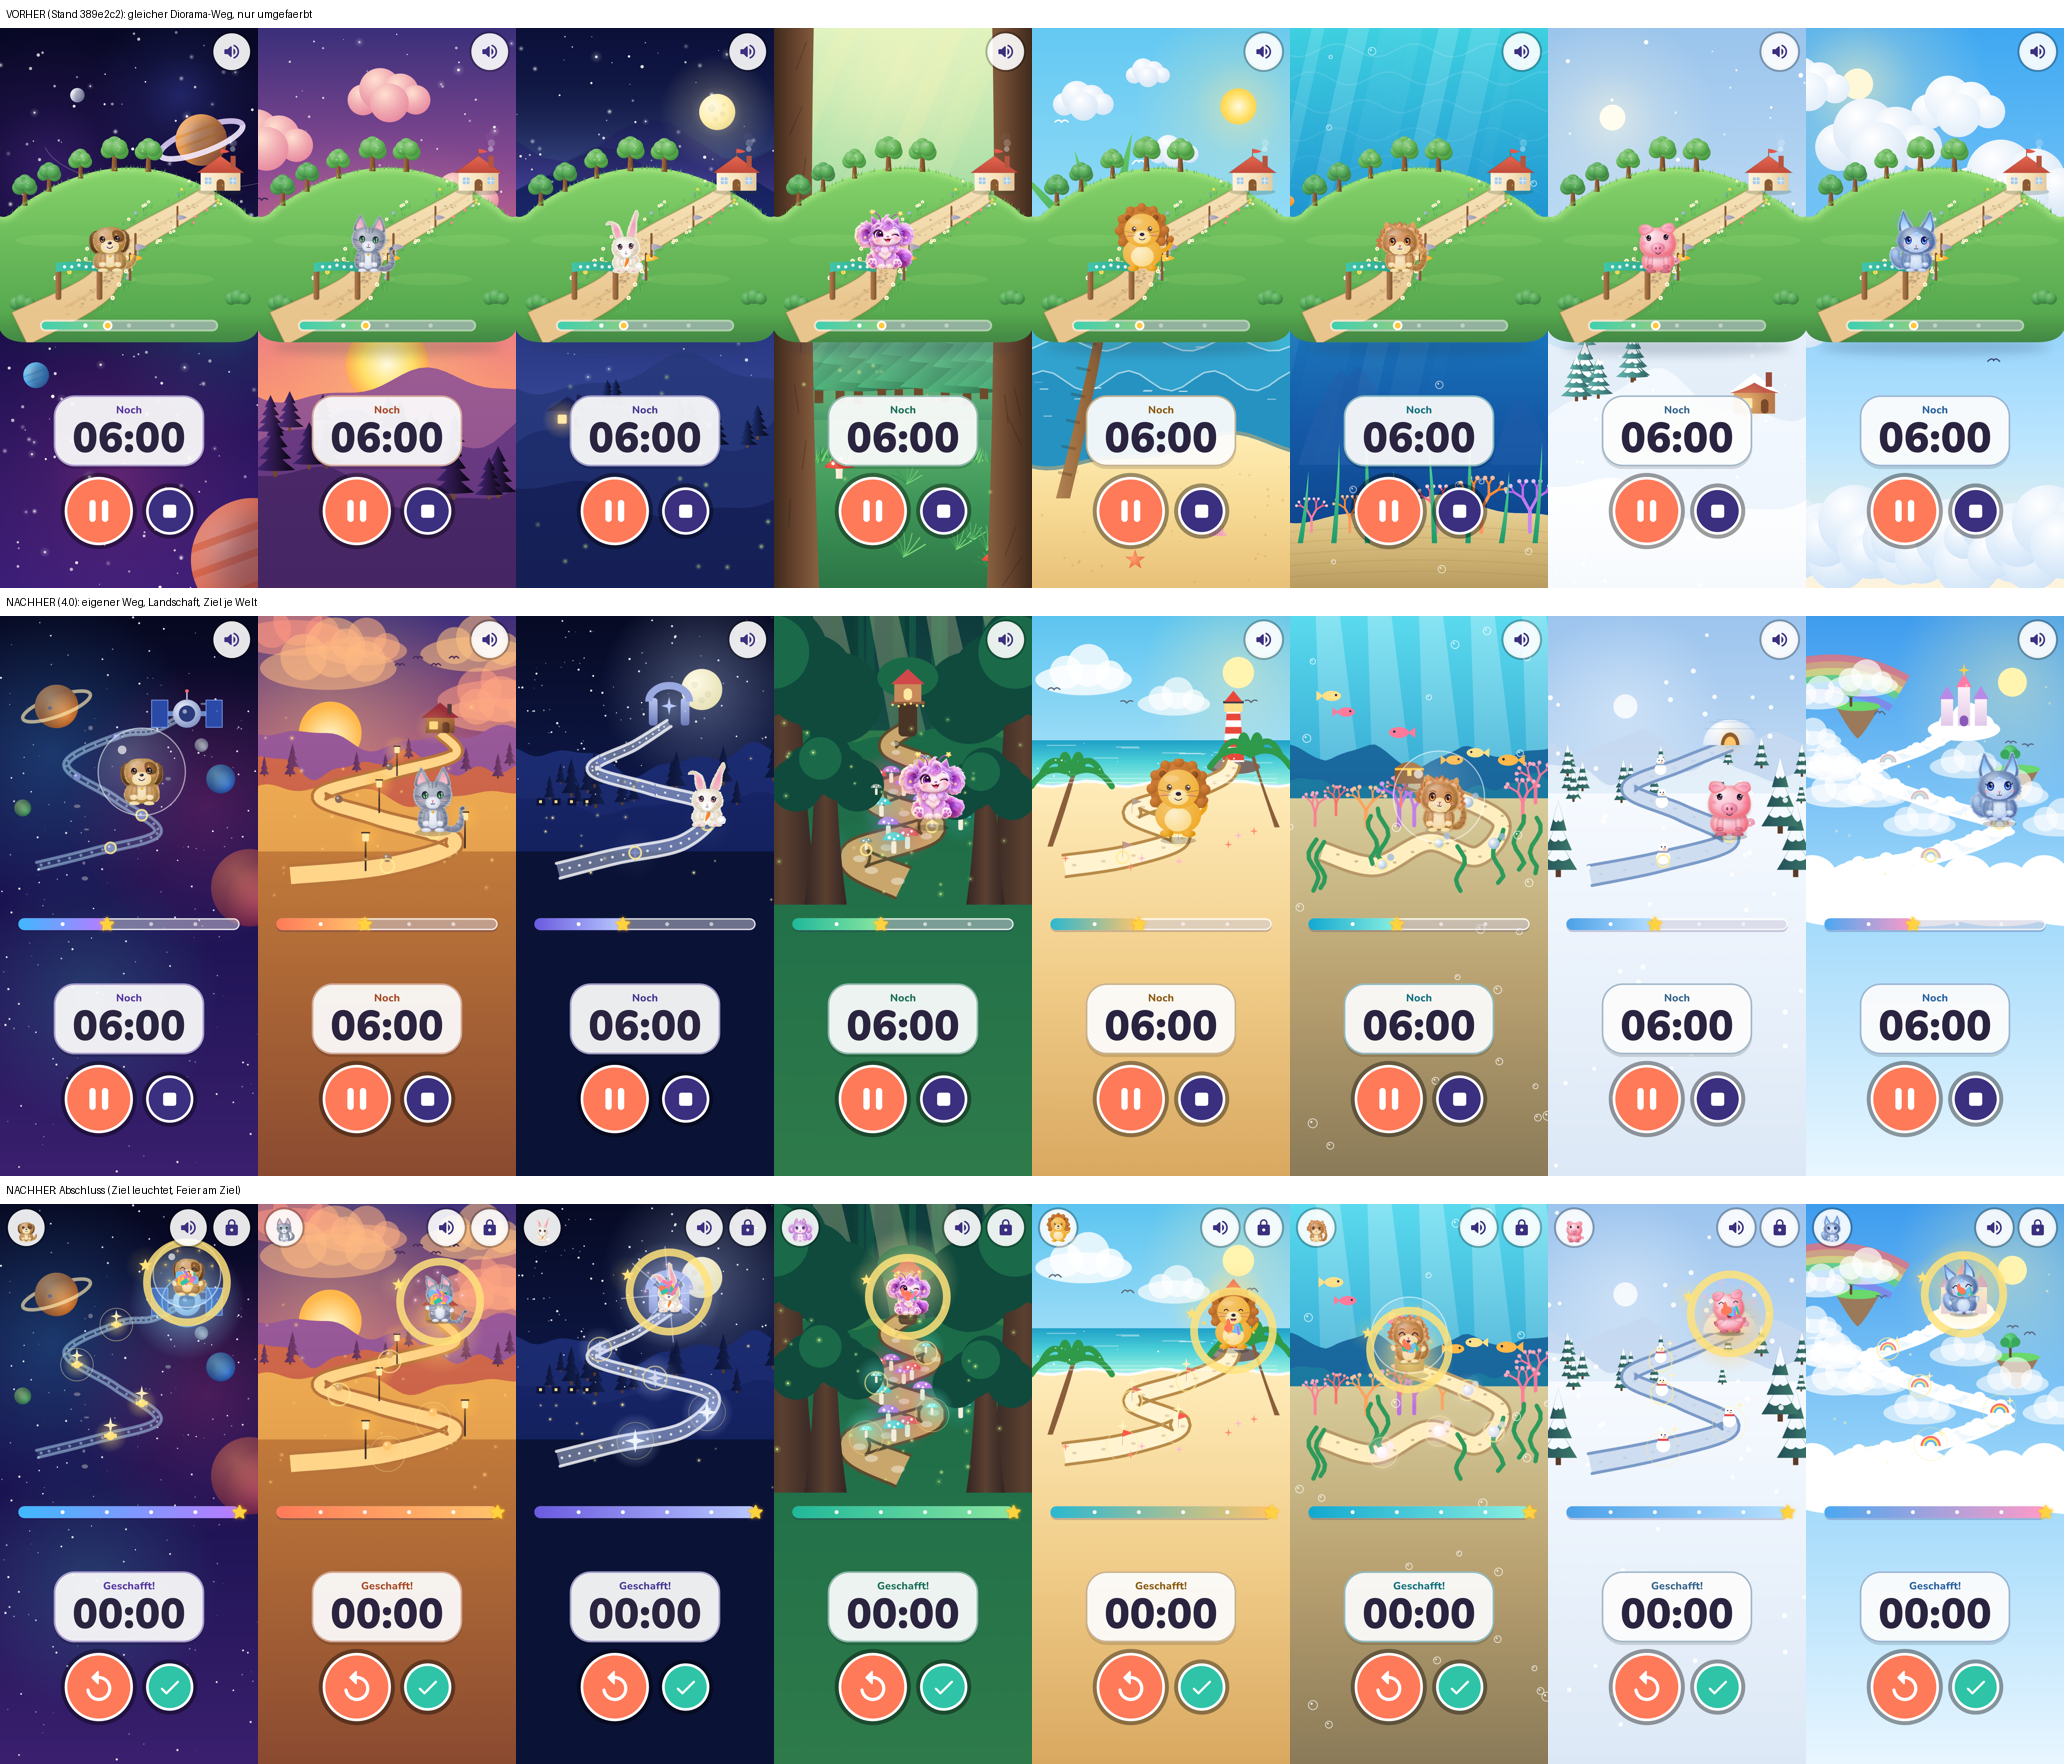 VORHER (Stand 389e2c2): gleicher Diorama-Weg, nur umgefaerbt
Noch Noch Noch Noch Noch Noch Noch Noch
06:00 06:00 06:00 06:00 06:00 06:00 06:00 06:00
NACHHER (4.0): eigener Weg, Landschaft, Ziel je Welt
Noch Noch Noch Noch Noch Noch Noch Noch
06:00 06:00 06:00 06:00 06:00 06:00 06:00 06:00
NACHHER: Abschluss (Ziel leuchtet, Feier am Ziel)
Geschafft! Geschafft! Geschafft! Geschafft! Geschafft! Geschafft! Geschafft! Geschafft!
00:00 00:00 00:00 00:00 00:00 00:00 00:00 00:00